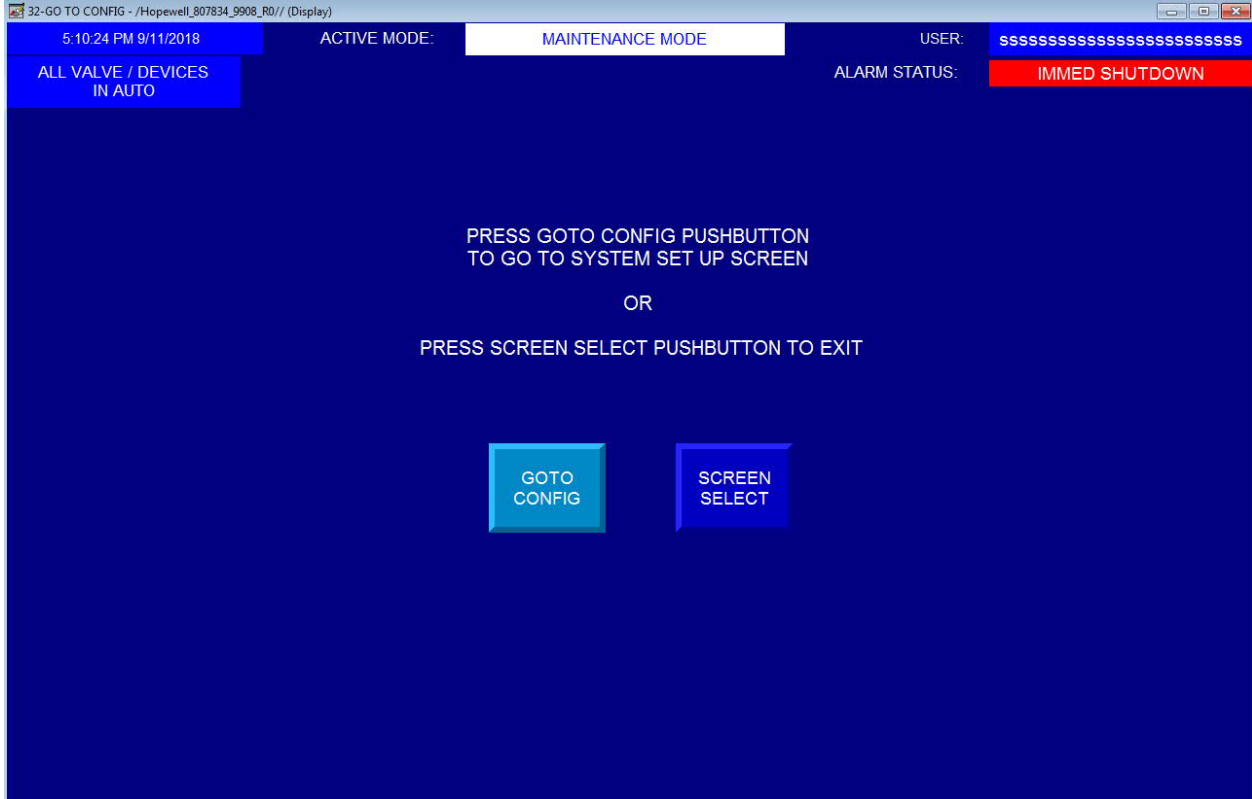 32-GO TO CONFIG - /Hopewell_807834_9908_R0// (Display)
5:10:24 PM 9/11/2018
ACTIVE MODE:
MAINTENANCE MODE
USER:
ssssssssssssssssssssssssss
ALL VALVE / DEVICES
IN AUTO
ALARM STATUS:
IMMED SHUTDOWN
PRESS GOTO CONFIG PUSHBUTTON
TO GO TO SYSTEM SET UP SCREEN
OR
PRESS SCREEN SELECT PUSHBUTTON TO EXIT
GOTO
CONFIG
SCREEN
SELECT